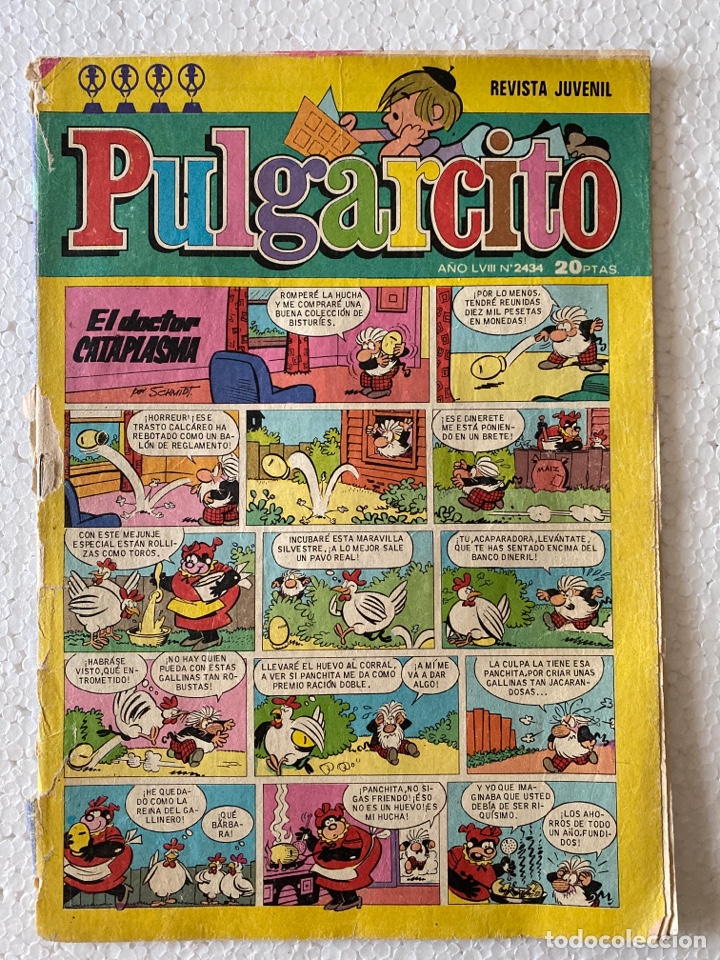 REVISTA JUVENIL
Pulgarcito
AÑO LVIII Nº 2434 20 PTAS.
El doctor
CATAPLASMA
por SCHMIDT.
ROMPERÉ LA HUCHA
Y ME COMPRARÉ UNA
BUENA COLECCIÓN DE
BISTURÍES.
¡POR LO MENOS,
TENDRÉ REUNIDAS
DIEZ MIL PESETAS
EN MONEDAS!
¡HORREUR! ¡ESE
TRASTO CALCÁREO HA
REBOTADO COMO UN BA-
LÓN DE REGLAMENTO!
¡ESE DINERETE
ME ESTÁ PONIEN-
DO EN UN BRETE!
MAIZ
CON ESTE MEJUNJE
ESPECIAL ESTÁN ROLLI-
ZAS COMO TOROS.
INCUBARÉ ESTA MARAVILLA
SILVESTRE, ¡A LO MEJOR SALE
UN PAVO REAL!
¡TU, ACAPARADORA, LEVÁNTATE,
QUE TE HAS SENTADO ENCIMA DEL
BANCO DINERIL!
¡HABRÁSE
VISTO, QUÉ EN-
TROMETIDO!
¡NO HAY QUIEN
PUEDA CON ESTAS
GALLINAS TAN RO-
BUSTAS!
LLEVARÉ EL HUEVO AL CORRAL,
A VER SI PANCHITA ME DA COMO
PREMIO RACIÓN DOBLE.
¡A MÍ ME
VA A DAR
ALGO!
LA CULPA LA TIENE ESA
PANCHITA, POR CRIAR UNAS
GALLINAS TAN JACARAN-
DOSAS...
¡HE QUEDA-
DO COMO LA
REINA DEL GA-
LLINERO!
¡QUÉ
BÁRBA-
RA!
¡PANCHITA, NO SI-
GAS FRIENDO! ¡ESO
NO ES UN HUEVO! ¡ES
MI HUCHA!
Y YO QUE IMA-
GINABA QUE USTED
DEBÍA DE SER RI-
QUÍSIMO.
¡LOS AHO-
RROS DE TODO
UN AÑO, FUNDI-
DOS!
todocoleccion
todocoleccion.net